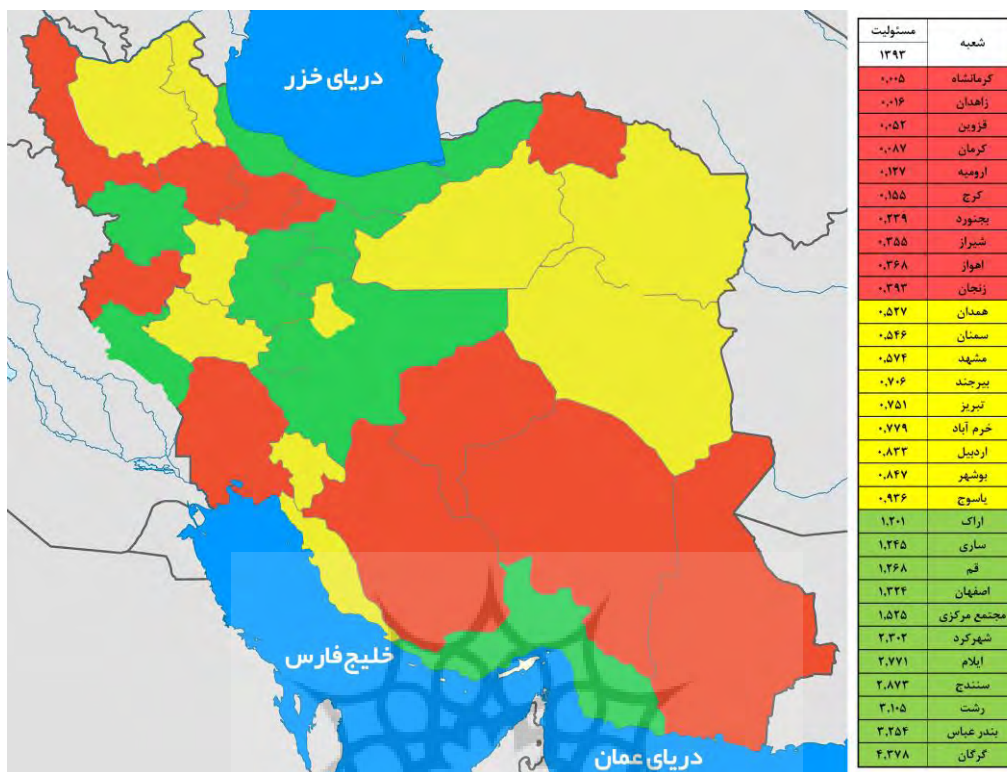 دریای خزر
خلیج فارس
دریای عمان
شعبه مسئولیت
۱۳۹۳
کرمانشاه ۰,۰۰۵
زاهدان ۰,۰۱۶
قزوین ۰,۰۵۲
کرمان ۰,۰۸۷
ارومیه ۰,۱۲۷
کرج ۰,۱۵۵
بجنورد ۰,۲۳۹
شیراز ۰,۳۵۵
اهواز ۰,۳۶۸
زنجان ۰,۳۹۳
همدان ۰,۵۲۷
سمنان ۰,۵۴۶
مشهد ۰,۵۷۴
بیرجند ۰,۷۰۶
تبریز ۰,۷۵۱
خرم آباد ۰,۷۷۹
اردبیل ۰,۸۳۳
بوشهر ۰,۸۴۷
یاسوج ۰,۹۳۶
اراک ۱,۲۰۱
ساری ۱,۲۴۵
قم ۱,۲۶۸
اصفهان ۱,۳۲۴
مجتمع مرکزی ۱,۵۲۵
شهرکرد ۲,۳۰۲
ایلام ۲,۷۷۱
سنندج ۲,۸۷۳
رشت ۳,۱۰۵
بندر عباس ۳,۲۵۴
گرگان ۴,۳۷۸